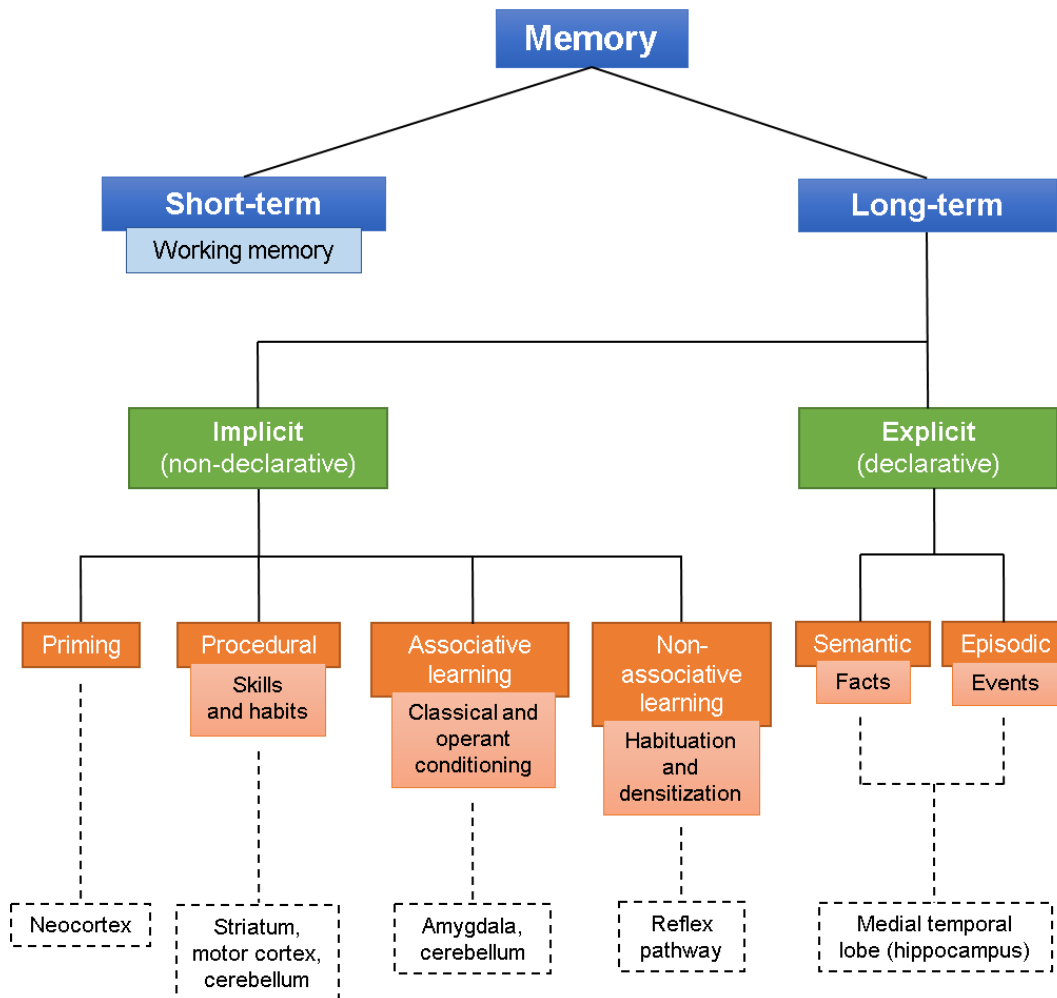 Memory
Short-term
Working memory
Long-term
Implicit
(non-declarative)
Explicit
(declarative)
Priming
Procedural
Skills
and habits
Associative
learning
Classical and
operant
conditioning
Non-
associative
learning
Habituation
and
densitization
Semantic
Facts
Episodic
Events
Neocortex
Striatum,
motor cortex,
cerebellum
Amygdala,
cerebellum
Reflex
pathway
Medial temporal
lobe (hippocampus)